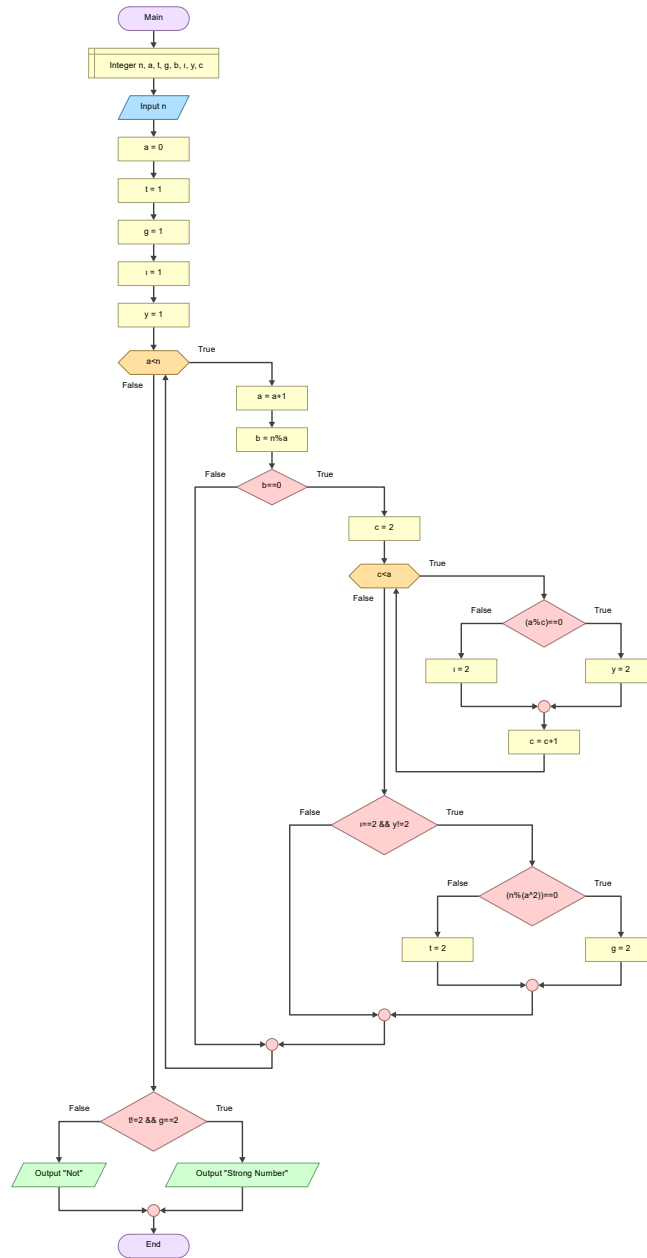 Main
Integer n, a, t, g, b, ı, y, c
Input n
a = 0
t = 1
g = 1
ı = 1
y = 1
a<n
True
False
a = a+1
b = n%a
b==0
False
True
c = 2
c<a
True
False
(a%c)==0
False
True
ı = 2
y = 2
c = c+1
ı==2 && y!=2
False
True
(n%(a^2))==0
False
True
t = 2
g = 2
t!=2 && g==2
False
True
Output "Not"
Output "Strong Number"
End